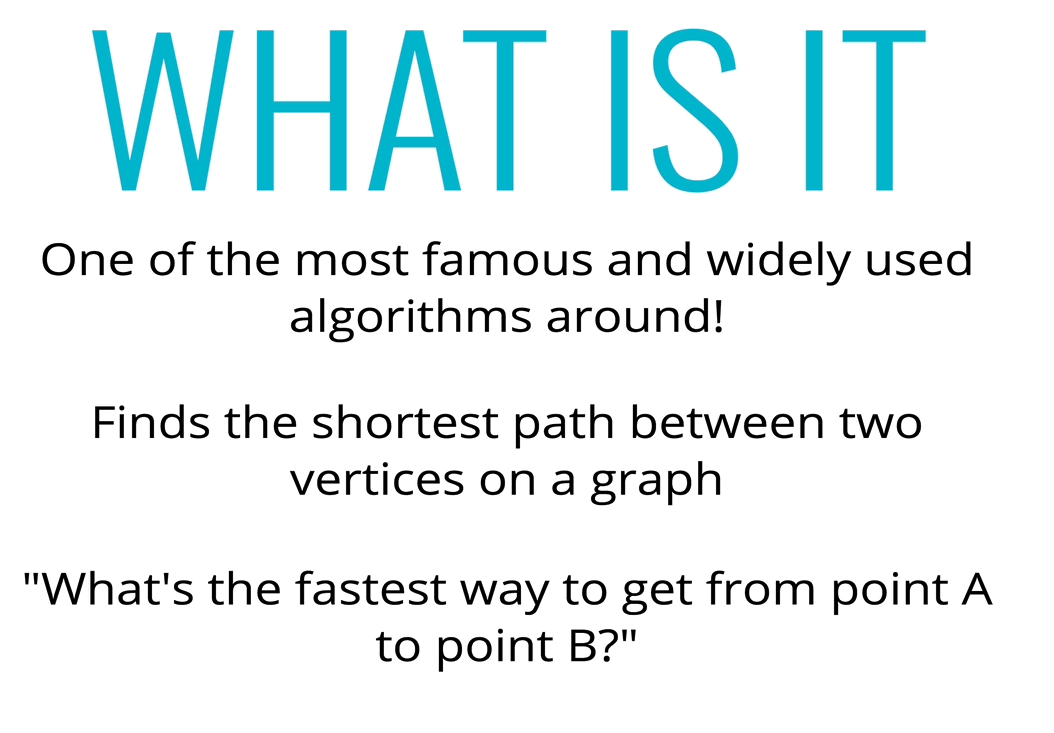 WHAT IS IT
One of the most famous and widely used
algorithms around!
Finds the shortest path between two
vertices on a graph
"What's the fastest way to get from point A
to point B?"